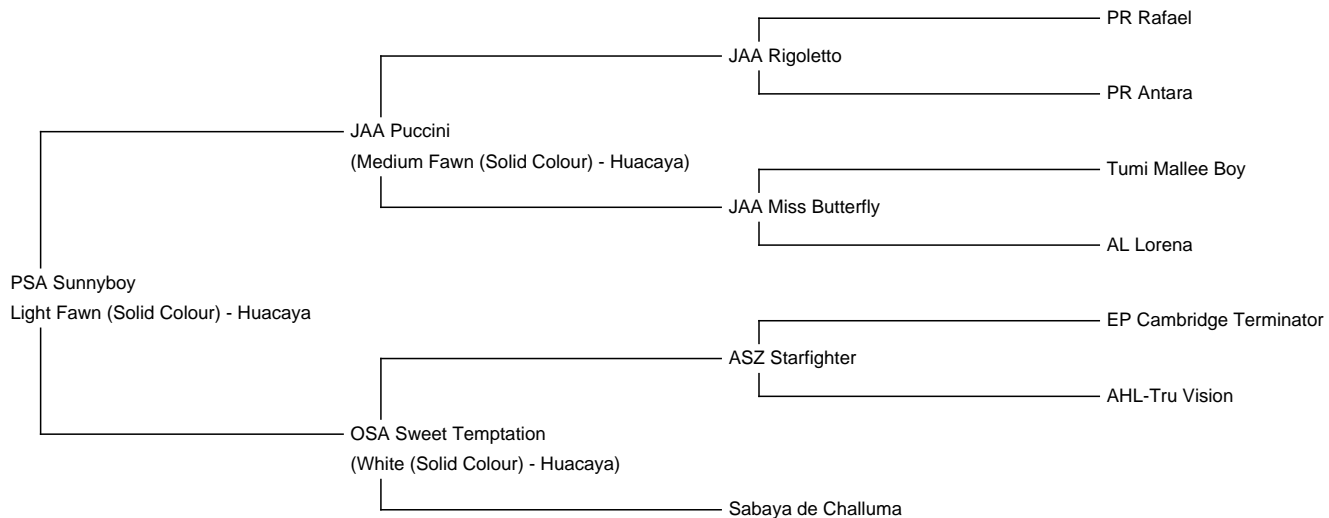 PR Rafael
JAA Rigoletto
PR Antara
JAA Puccini
(Medium Fawn (Solid Colour) - Huacaya)
Tumi Mallee Boy
JAA Miss Butterfly
AL Lorena
PSA Sunnyboy
Light Fawn (Solid Colour) - Huacaya
EP Cambridge Terminator
ASZ Starfighter
AHL-Tru Vision
OSA Sweet Temptation
(White (Solid Colour) - Huacaya)
Sabaya de Challuma